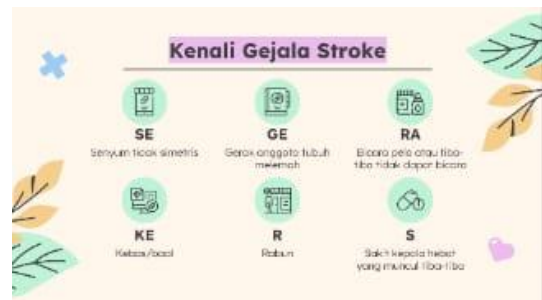 Kenali Gejala Stroke
SE
Senyum tidak simetris
GE
Gerak anggota tubuh
melemah
RA
Bicara pelo atau tiba-
tiba tidak dapat bicara
KE
Kebas/baal
R
Rabun
S
Sakit kepala hebat
yang muncul tiba-tiba